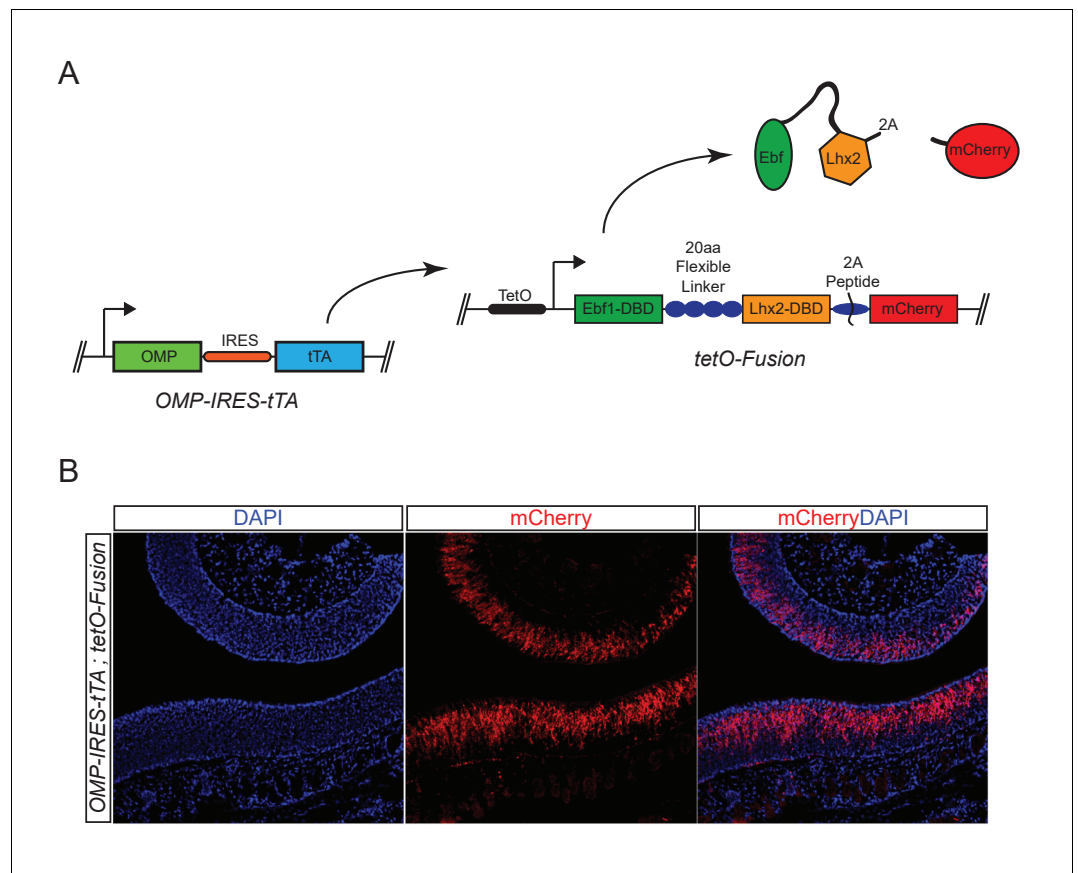 A
Ebf
Lhx2
2A
mCherry
20aa
Flexible
Linker
2A
Peptide
TetO
Ebf1-DBD
Lhx2-DBD
mCherry
tetO-Fusion
IRES
OMP
tTA
OMP-IRES-tTA
B
DAPI
mCherry
mCherryDAPI
OMP-IRES-tTA ; tetO-Fusion